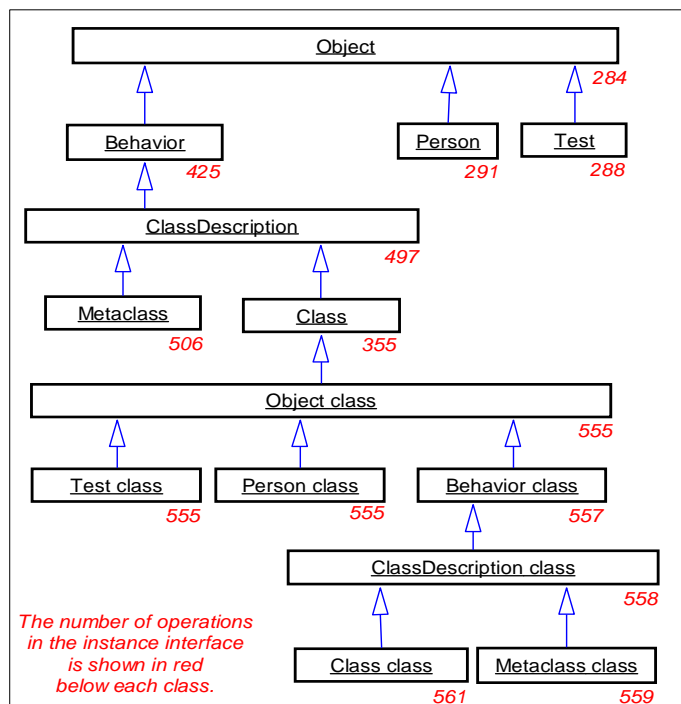 Object
284
Behavior
Person
Test
425
291
288
ClassDescription
497
Metaclass
Class
506
355
Object class
555
Test class
Person class
Behavior class
555
555
557
ClassDescription class
558
The number of operations
in the instance interface
is shown in red
below each class.
Class class
Metaclass class
561
559